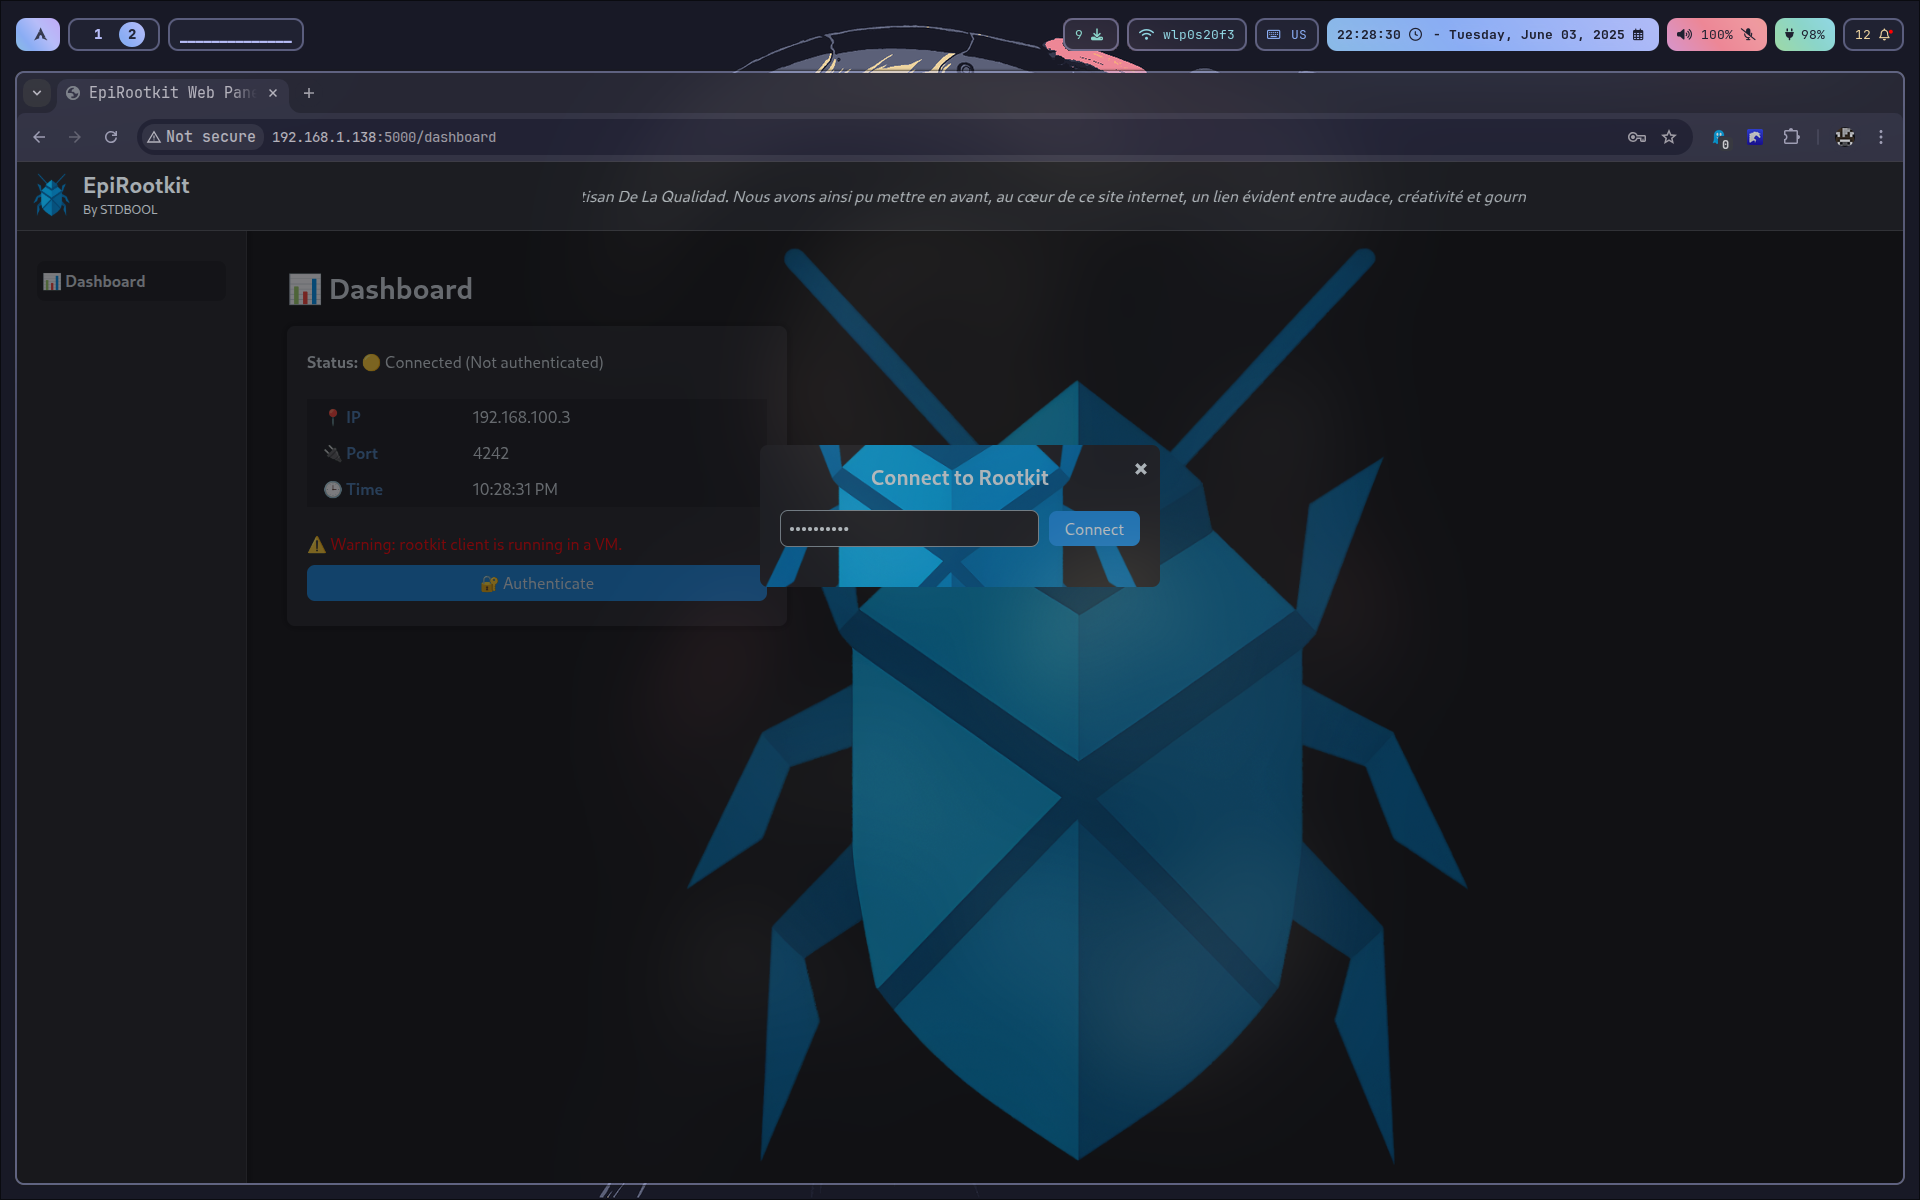 1 2 ______________ 9 wlp0s20f3 US 22:28:30 - Tuesday, June 03, 2025 100% 98% 12
EpiRootkit Web Pan
Not secure 192.168.1.138:5000/dashboard 0
EpiRootkit
By STDBOOL
tisan De La Qualidad. Nous avons ainsi pu mettre en avant, au cœur de ce site internet, un lien évident entre audace, créativité et gourn
Dashboard
Dashboard
Status: Connected (Not authenticated)
IP 192.168.100.3
Port 4242
Time 10:28:31 PM
Warning: rootkit client is running in a VM.
Authenticate
Connect to Rootkit
••••••••••
Connect